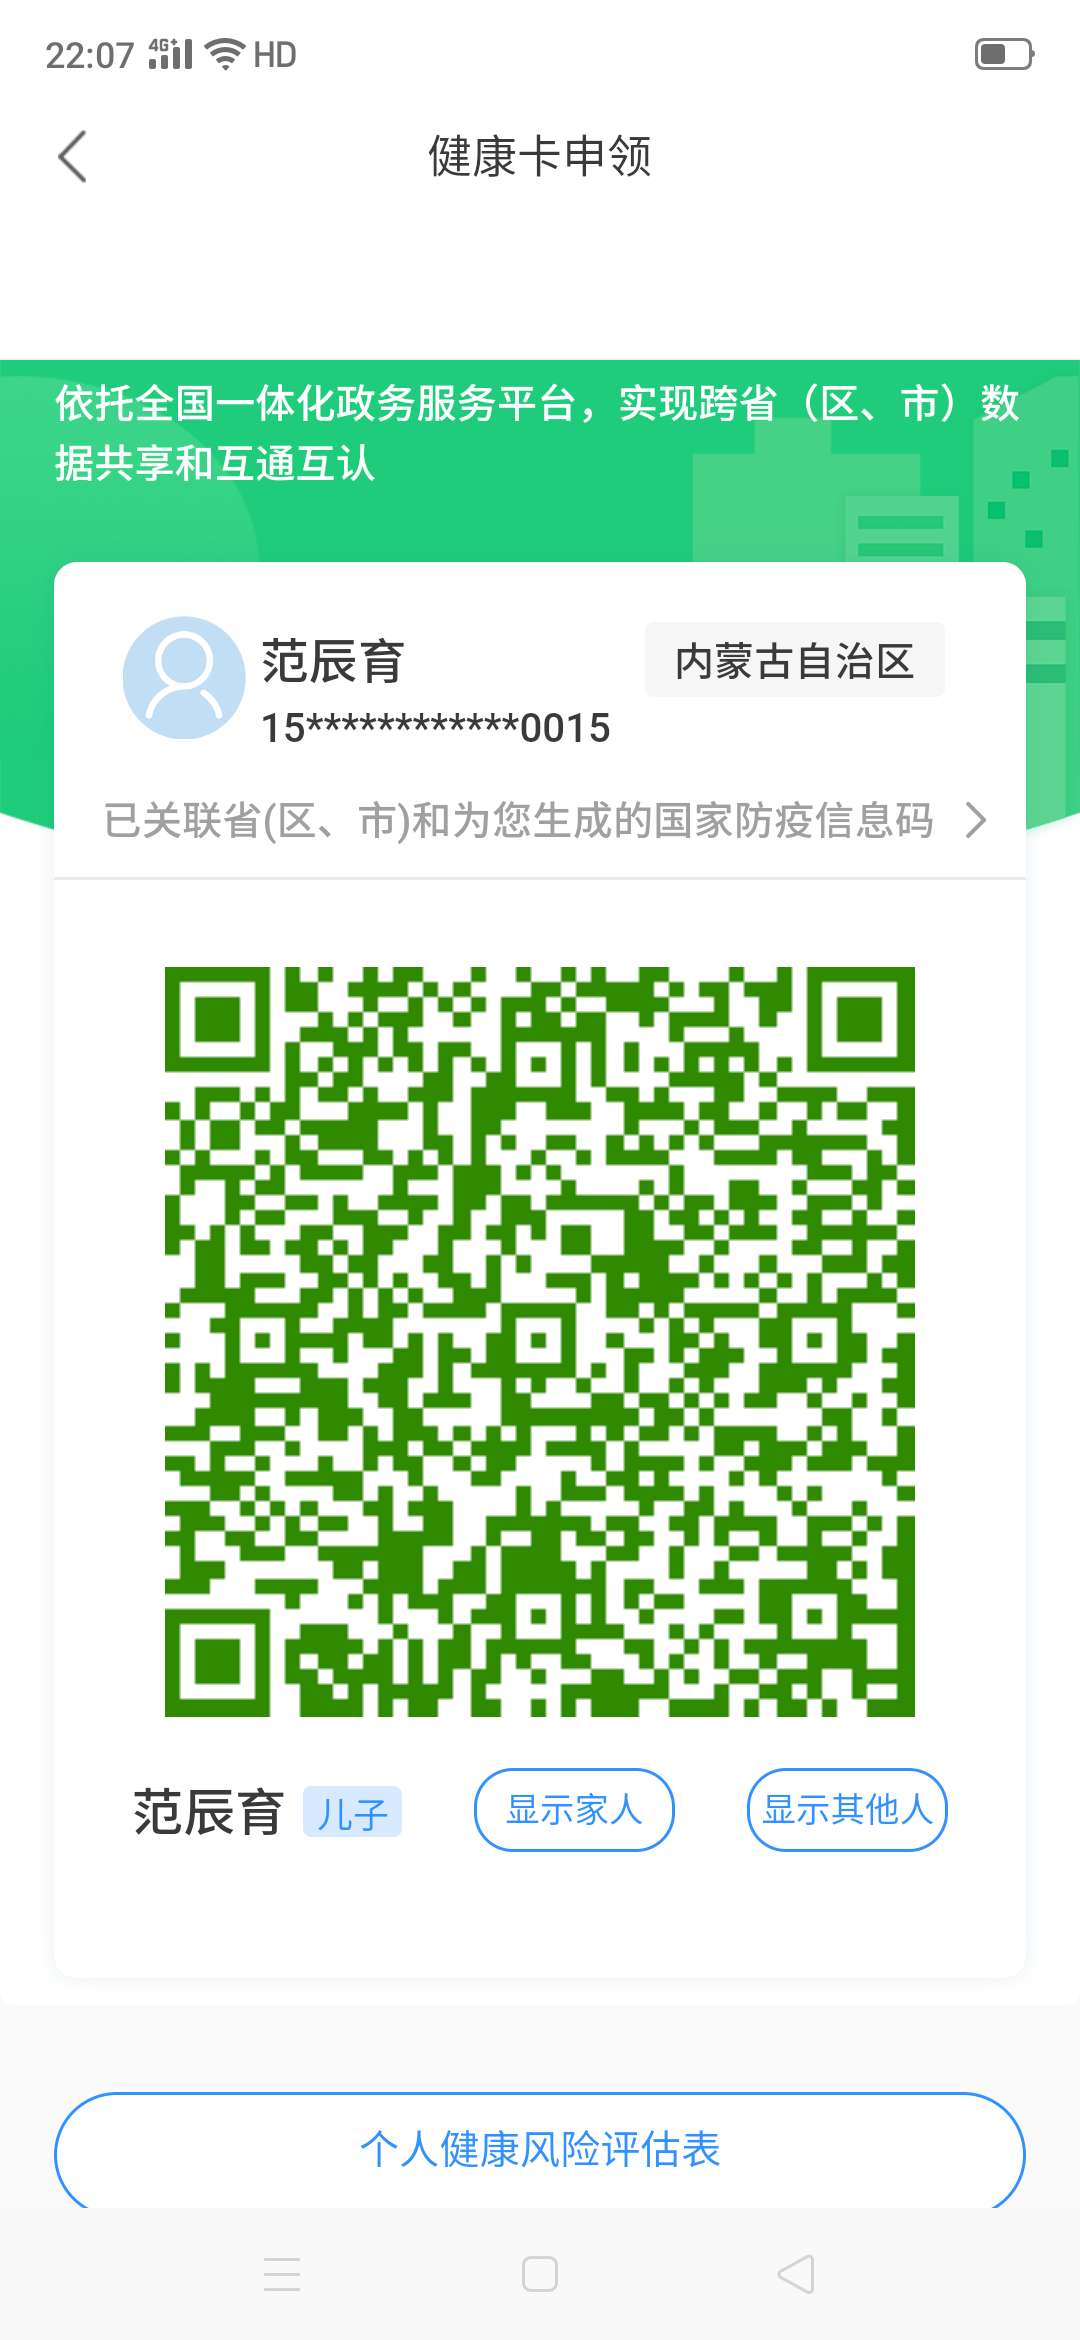 22:07 4G+ HD
健康卡申领
依托全国一体化政务服务平台，实现跨省（区、市）数
据共享和互通互认
范辰育
内蒙古自治区
15************0015
已关联省(区、市)和为您生成的国家防疫信息码
范辰育 儿子 显示家人 显示其他人
个人健康风险评估表